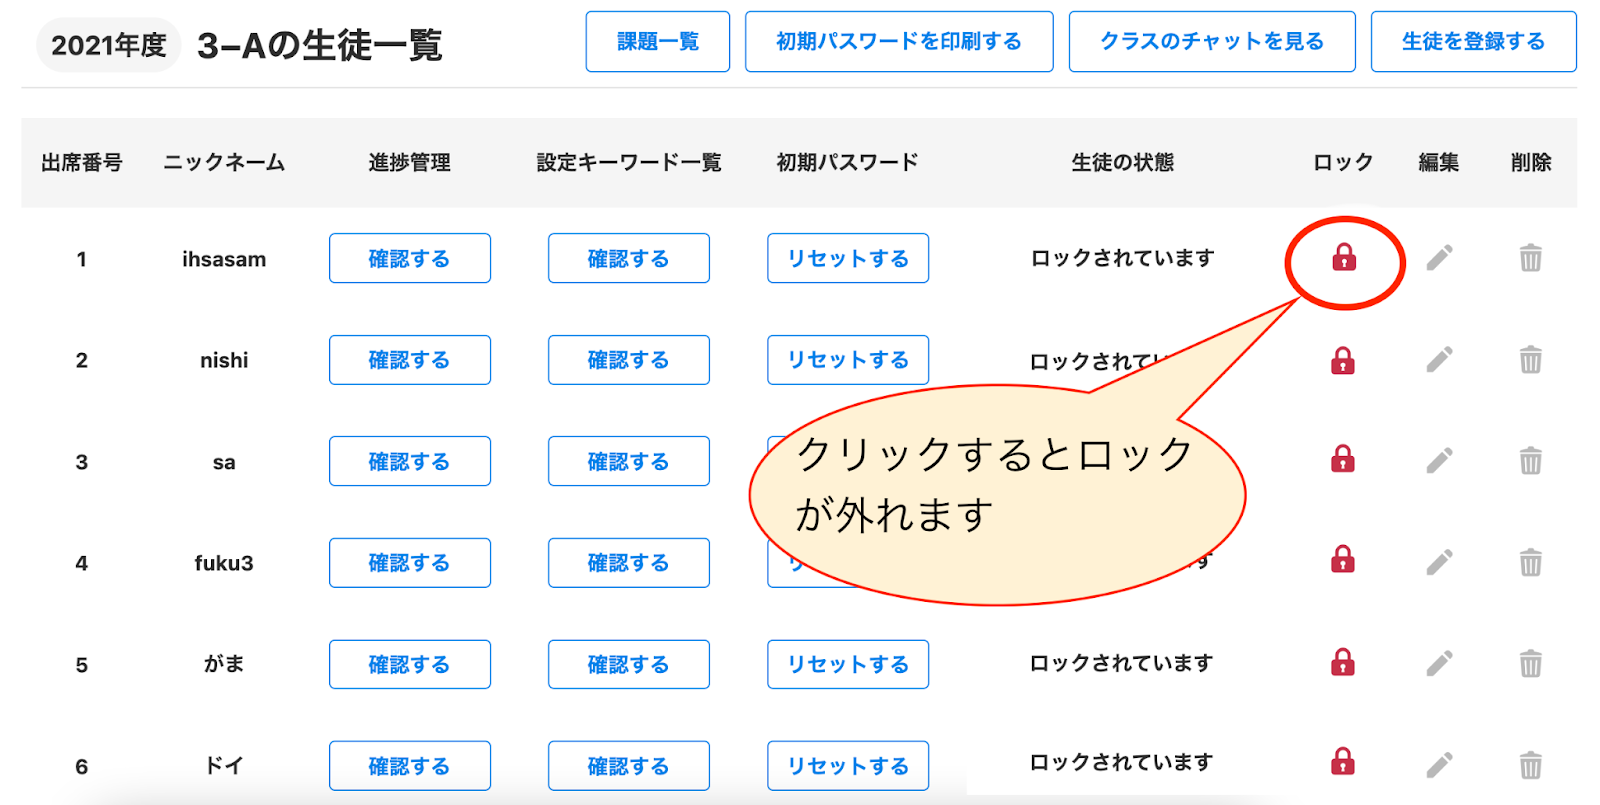 2021年度 3–Aの生徒一覧 課題一覧 初期パスワードを印刷する クラスのチャットを見る 生徒を登録する
出席番号 ニックネーム 進捗管理 設定キーワード一覧 初期パスワード 生徒の状態 ロック 編集 削除
1 ihsasam 確認する 確認する リセットする ロックされています
2 nishi 確認する 確認する リセットする ロックされてい
3 sa 確認する 確認する
クリックするとロック
が外れます
4 fuku3 確認する 確認する リ す
5 がま 確認する 確認する リセットする ロックされています
6 ドイ 確認する 確認する リセットする ロックされています